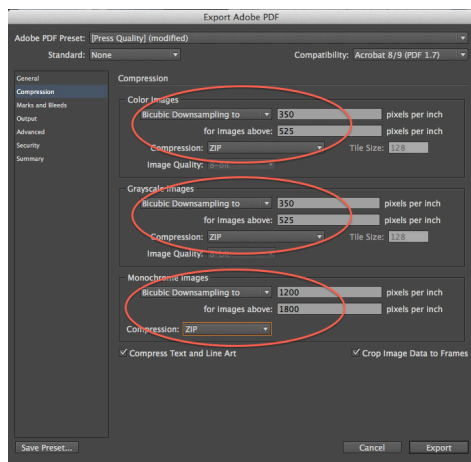 Export Adobe PDF
Adobe PDF Preset: [Press Quality] (modified)
Standard: None Compatibility: Acrobat 8/9 (PDF 1.7)
General
Compression
Marks and Bleeds
Output
Advanced
Security
Summary
Compression
Color Images
Bicubic Downsampling to 350 pixels per inch
for Images above: 525 pixels per inch
Compression: ZIP Tile Size: 128
Image Quality: 8-bit
Grayscale Images
Bicubic Downsampling to 350 pixels per inch
for Images above: 525 pixels per inch
Compression: ZIP Tile Size: 128
Image Quality: 8-bit
Monochrome Images
Bicubic Downsampling to 1200 pixels per inch
for Images above: 1800 pixels per inch
Compression: ZIP
Compress Text and Line Art Crop Image Data to Frames
Save Preset... Cancel Export